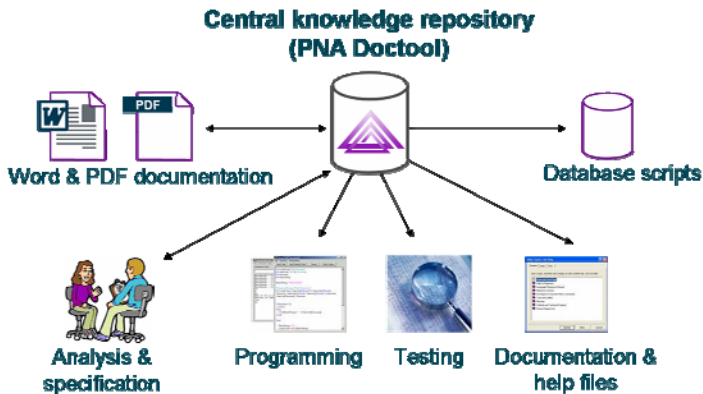 Central knowledge repository
(PNA Doctool)
W
PDF
Word & PDF documentation
Database scripts
Analysis &
specification
Programming
Testing
Documentation &
help files